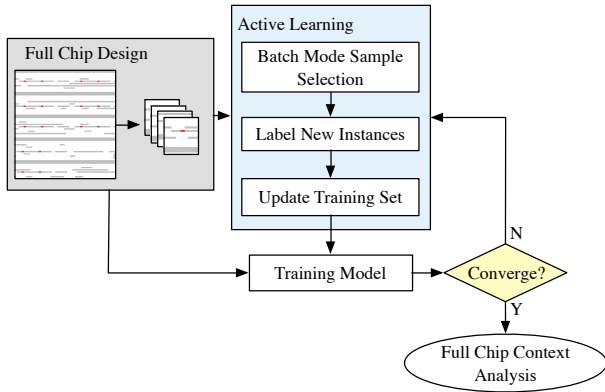 Full Chip Design
Active Learning
Batch Mode Sample
Selection
Label New Instances
Update Training Set
Training Model
Converge?
N
Y
Full Chip Context
Analysis